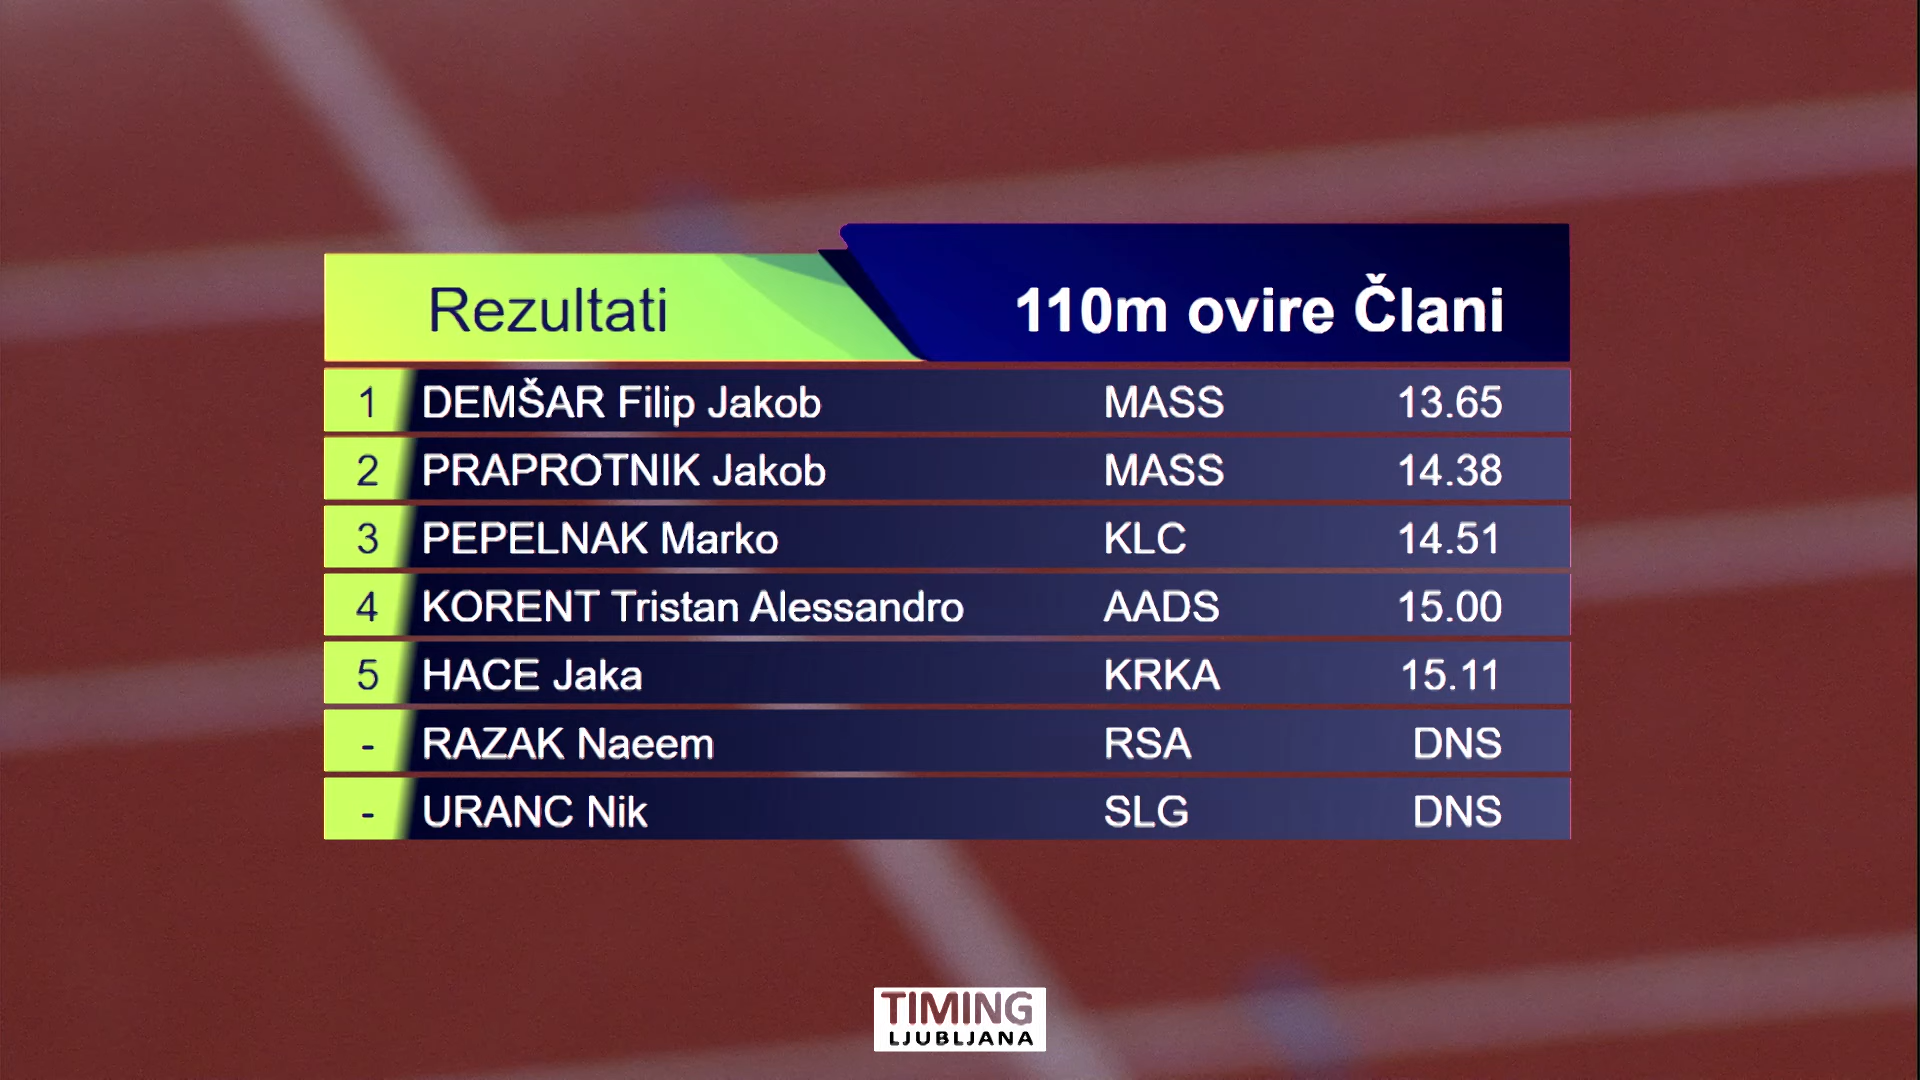 Rezultati 110m ovire Člani
1 DEMŠAR Filip Jakob MASS 13.65
2 PRAPROTNIK Jakob MASS 14.38
3 PEPELNAK Marko KLC 14.51
4 KORENT Tristan Alessandro AADS 15.00
5 HACE Jaka KRKA 15.11
- RAZAK Naeem RSA DNS
- URANC Nik SLG DNS
TIMING
LJUBLJANA